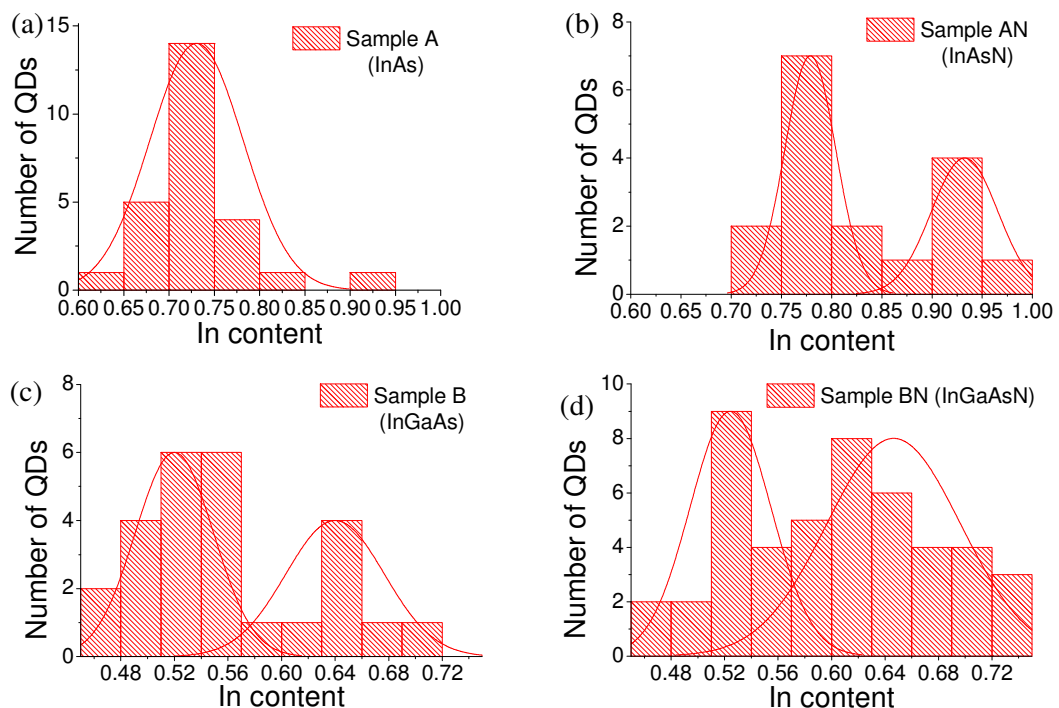 (a)
Sample A
(InAs)
Number of QDs
15
10
5
0
0.60 0.65 0.70 0.75 0.80 0.85 0.90 0.95 1.00
In content
(b)
Sample AN
(InAsN)
Number of QDs
8
6
4
2
0
0.60 0.65 0.70 0.75 0.80 0.85 0.90 0.95 1.00
In content
(c)
Sample B
(InGaAs)
Number of QDs
8
6
4
2
0
0.48 0.52 0.56 0.60 0.64 0.68 0.72
In content
(d)
Sample BN (InGaAsN)
Number of QDs
10
8
6
4
2
0
0.48 0.52 0.56 0.60 0.64 0.68 0.72
In content